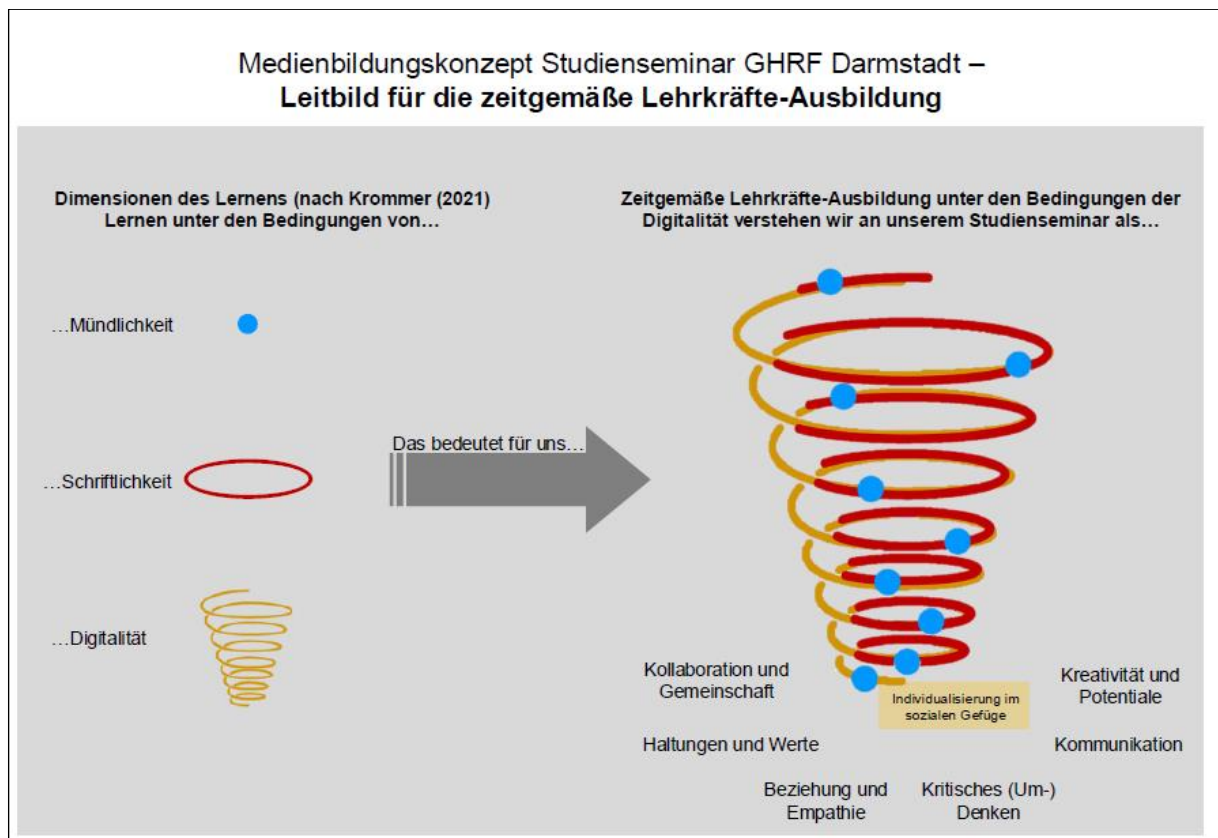 Medienbildungskonzept Studienseminar GHRF Darmstadt –
Leitbild für die zeitgemäße Lehrkräfte-Ausbildung
Dimensionen des Lernens (nach Krommer (2021)
Lernen unter den Bedingungen von…
…Mündlichkeit
…Schriftlichkeit
…Digitalität
Das bedeutet für uns…
Zeitgemäße Lehrkräfte-Ausbildung unter den Bedingungen der
Digitalität verstehen wir an unserem Studienseminar als…
Kollaboration und
Gemeinschaft
Individualisierung im
sozialen Gefüge
Kreativität und
Potentiale
Haltungen und Werte
Kommunikation
Beziehung und
Empathie
Kritisches (Um-)
Denken